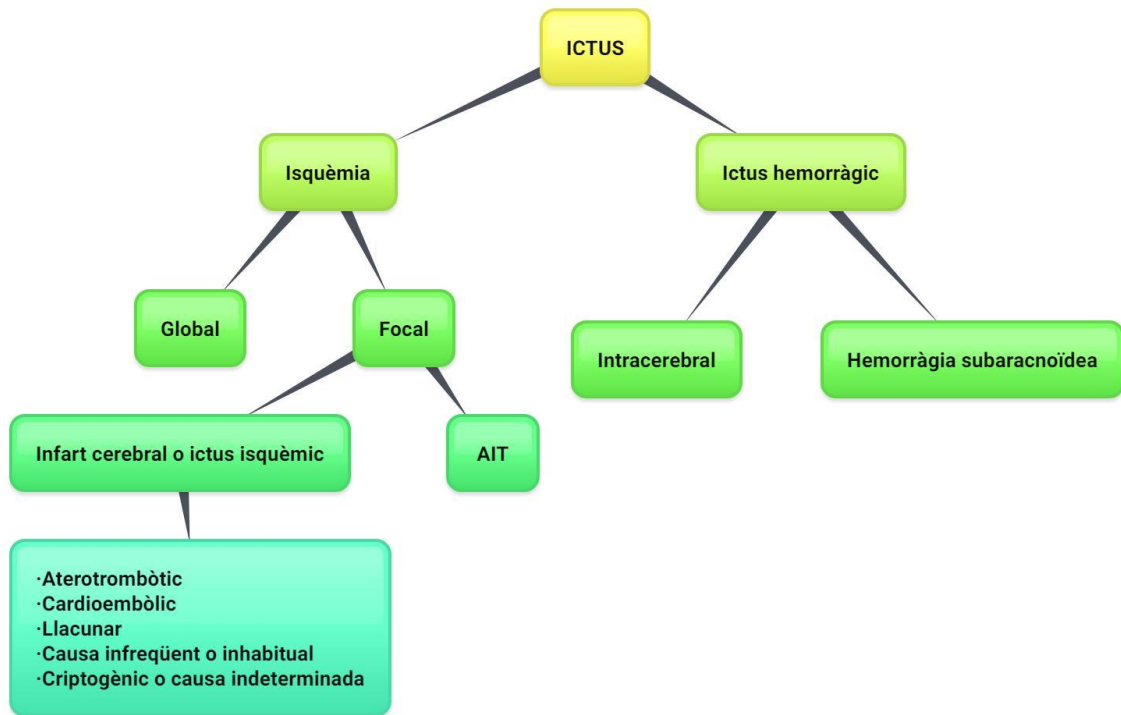 ICTUS
Isquèmia
Ictus hemorràgic
Global
Focal
Intracerebral
Hemorràgia subaracnoïdea
Infart cerebral o ictus isquèmic
AIT
·Aterotrombòtic
·Cardioembòlic
·Llacunar
·Causa infreqüent o inhabitual
·Criptogènic o causa indeterminada